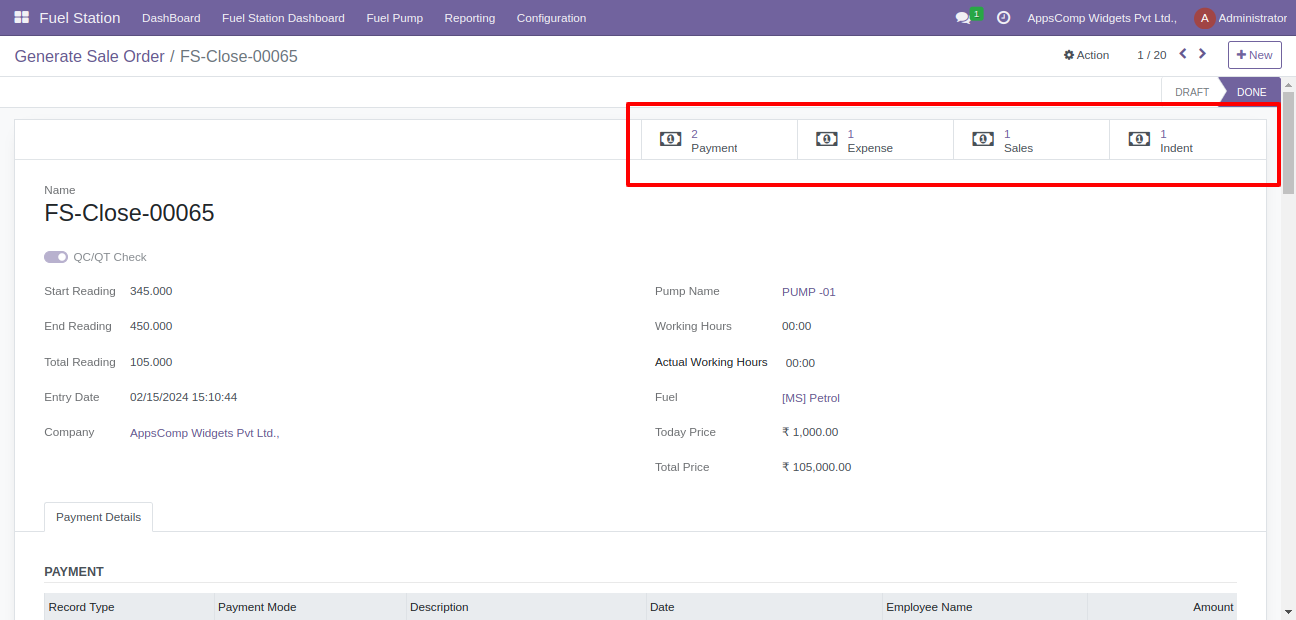 Fuel Station DashBoard Fuel Station Dashboard Fuel Pump Reporting Configuration 1 AppsComp Widgets Pvt Ltd., A Administrator
Generate Sale Order / FS-Close-00065 Action 1 / 20 New
DRAFT DONE
2 Payment
1 Expense
1 Sales
1 Indent
Name
FS-Close-00065
QC/QT Check
Start Reading 345.000 Pump Name PUMP -01
End Reading 450.000 Working Hours 00:00
Total Reading 105.000 Actual Working Hours 00:00
Entry Date 02/15/2024 15:10:44 Fuel [MS] Petrol
Company AppsComp Widgets Pvt Ltd., Today Price ₹ 1,000.00
Total Price ₹ 105,000.00
Payment Details
PAYMENT
Record Type Payment Mode Description Date Employee Name Amount